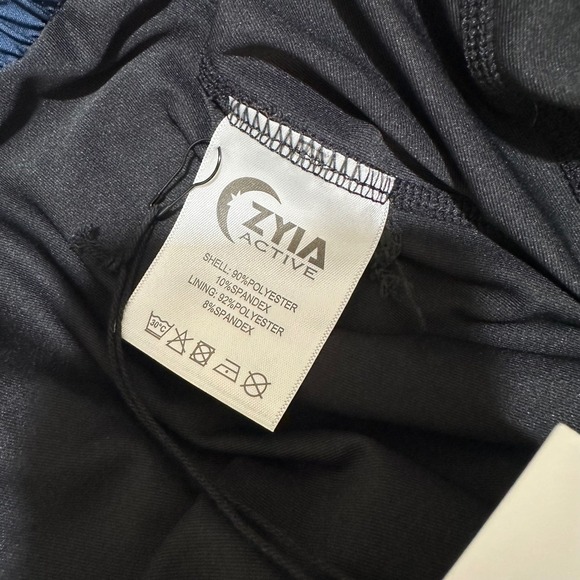 ZYIA
ACTIVE
SHELL: 90%POLYESTER
10%SPANDEX
LINING: 92%POLYESTER
8%SPANDEX
30°C